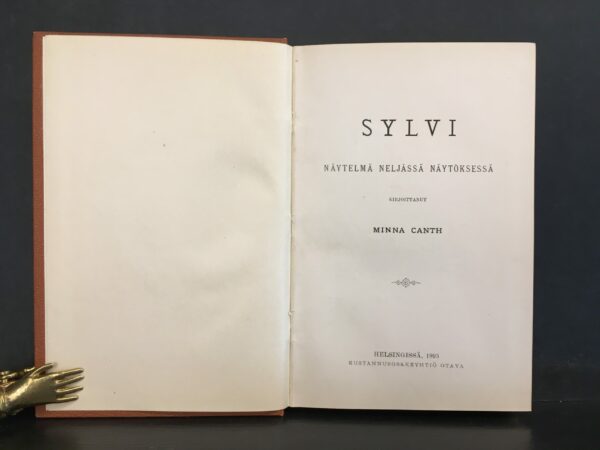 SYLVI
NÄYTELMÄ NELJÄSSÄ NÄYTÖKSESSÄ
KIRJOITTANUT
MINNA CANTH
HELSINGISSÄ, 1893
KUSTANNUSOSAKEYHTIÖ OTAVA